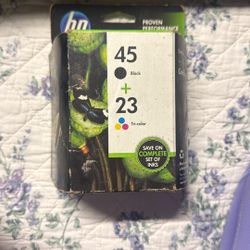 hp
PROVEN
PERFORMANCE
45
Black
+
23
Tri-color
SAVE ON
COMPLETE
SET OF
INKS